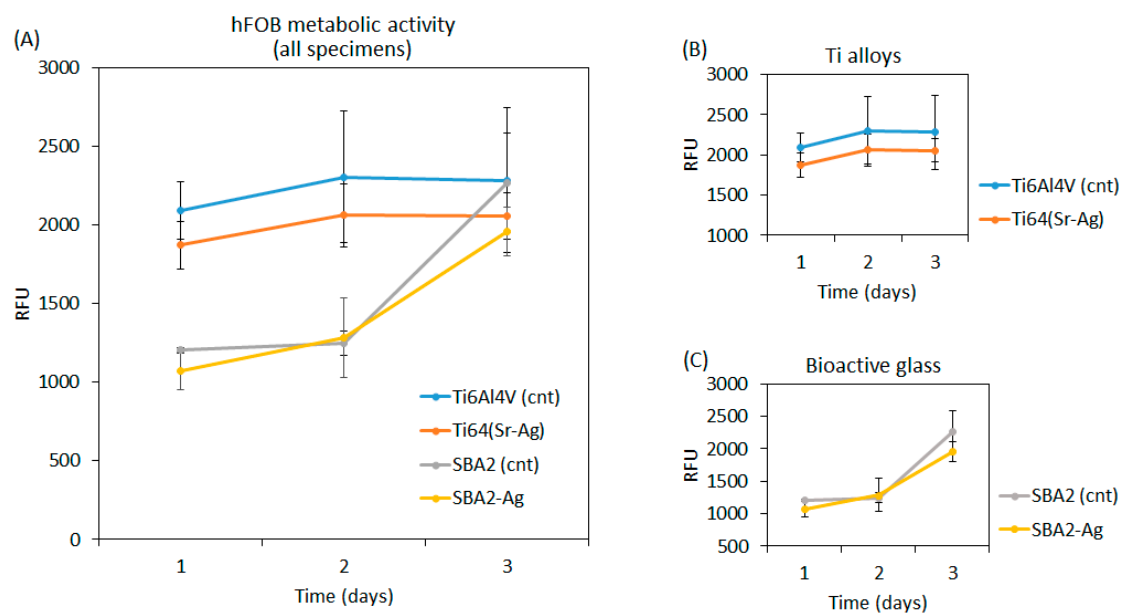 (A)
hFOB metabolic activity
(all specimens)
3000
2500
2000
1500
1000
500
0
RFU
1 2 3
Time (days)
Ti6Al4V (cnt)
Ti64(Sr-Ag)
SBA2 (cnt)
SBA2-Ag
(B)
Ti alloys
3000
2500
2000
1500
1000
RFU
1 2 3
Time (days)
Ti6Al4V (cnt)
Ti64(Sr-Ag)
(C)
Bioactive glass
3000
2500
2000
1500
1000
500
RFU
1 2 3
Time (days)
SBA2 (cnt)
SBA2-Ag